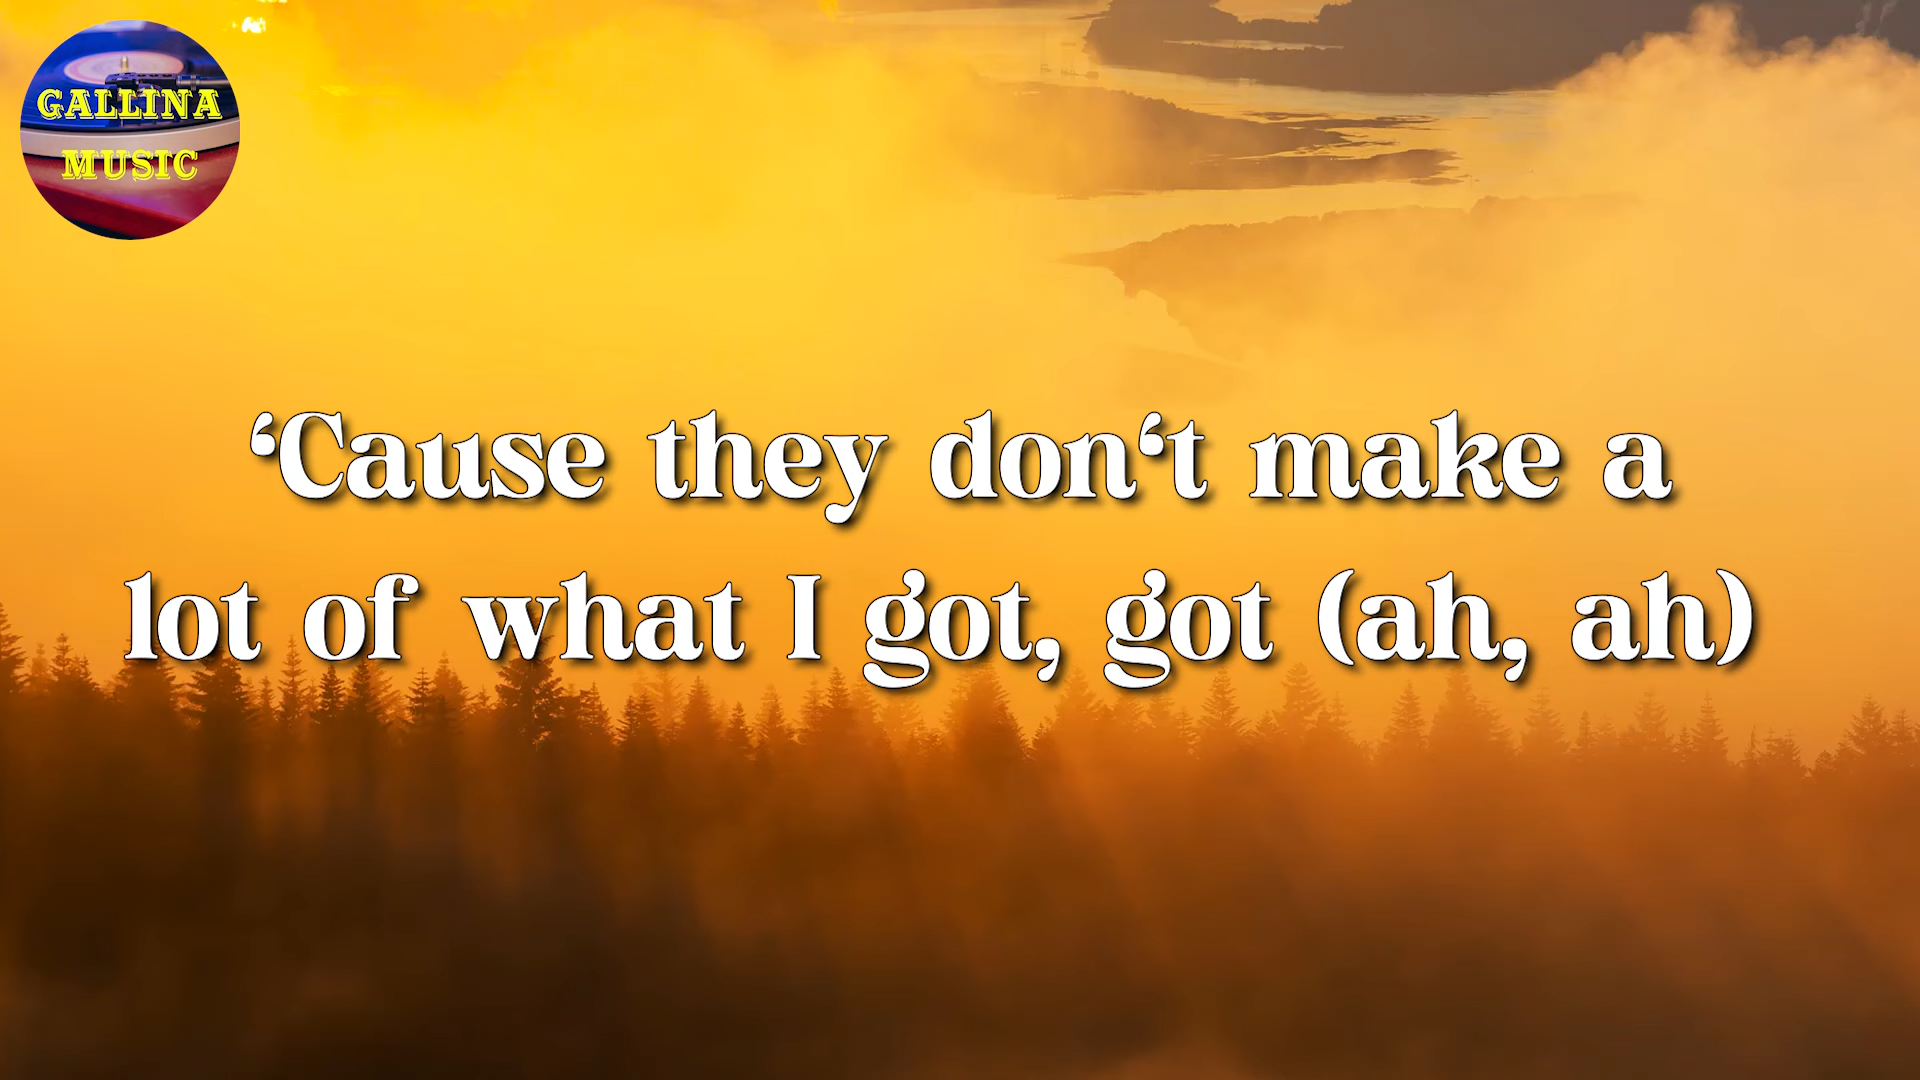 GALLINA
MUSIC
‘Cause they don‘t make a
lot of what I got, got (ah, ah)